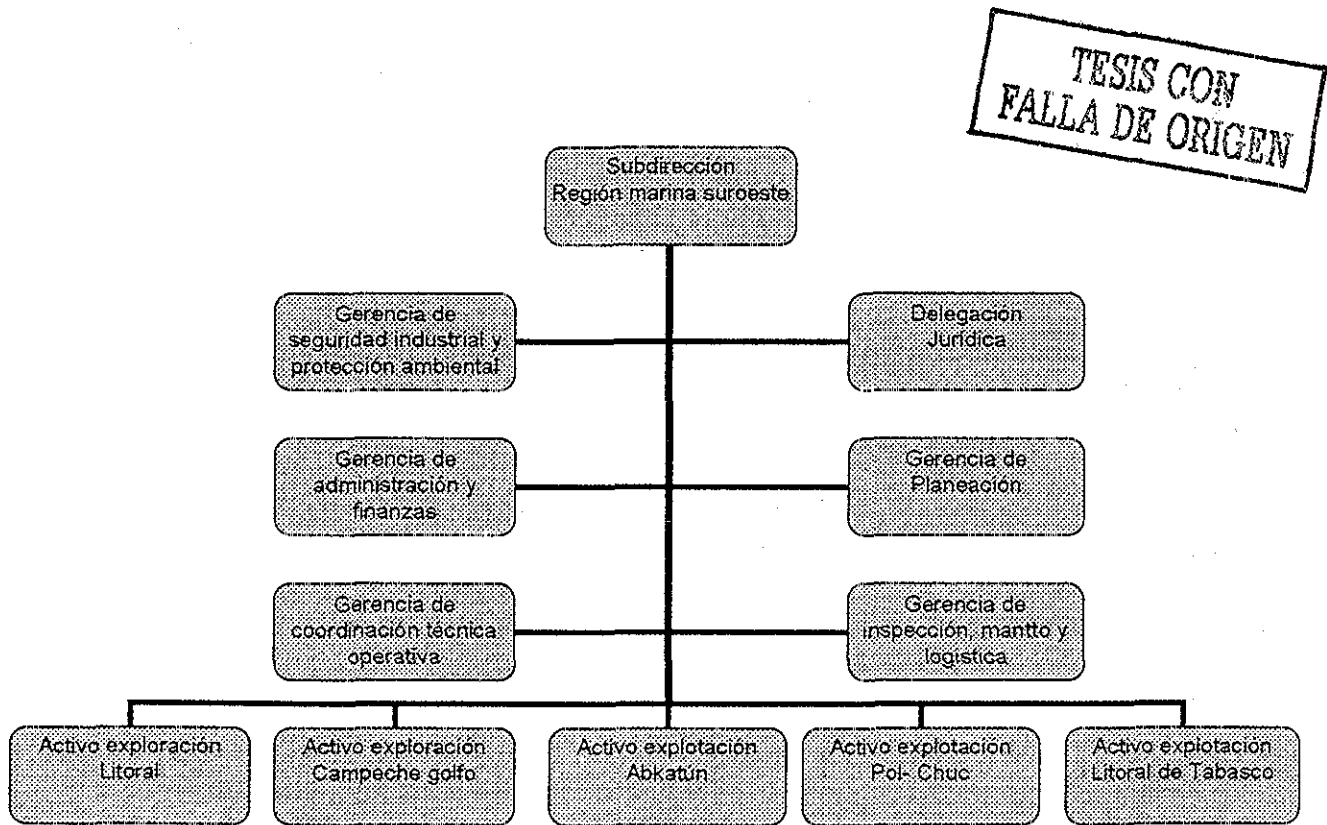 TESIS CON
FALLA DE ORIGEN
Subdirección
Región marina suroeste
Gerencia de
seguridad industrial y
protección ambiental
Delegación
Jurídica
Gerencia de
administración y
finanzas
Gerencia de
Planeación
Gerencia de
coordinación técnica
operativa
Gerencia de
inspección, mantto y
logística
Activo exploración
Litoral
Activo exploración
Campeche golfo
Activo explotación
Abkatún
Activo explotación
Pol- Chuc
Activo explotación
Litoral de Tabasco